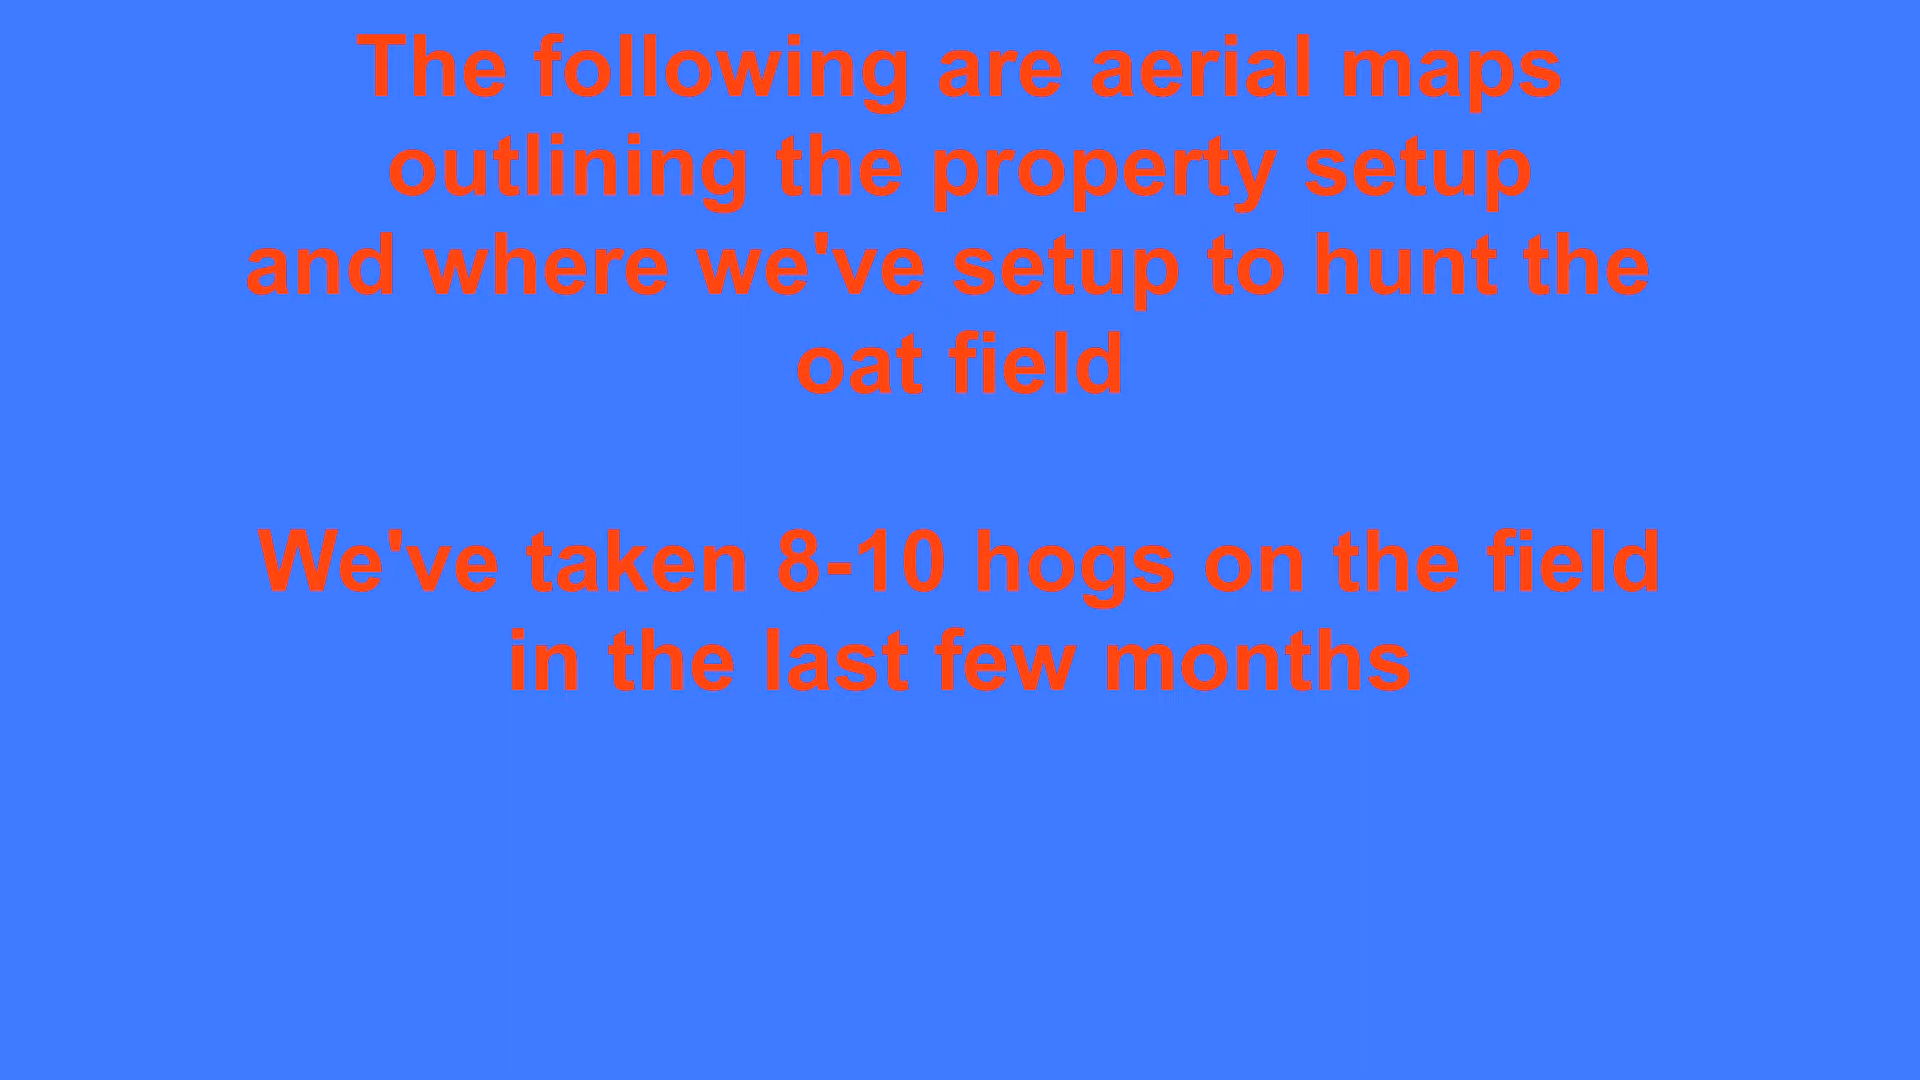 The following are aerial maps
outlining the property setup
and where we've setup to hunt the
oat field
We've taken 8-10 hogs on the field
in the last few months